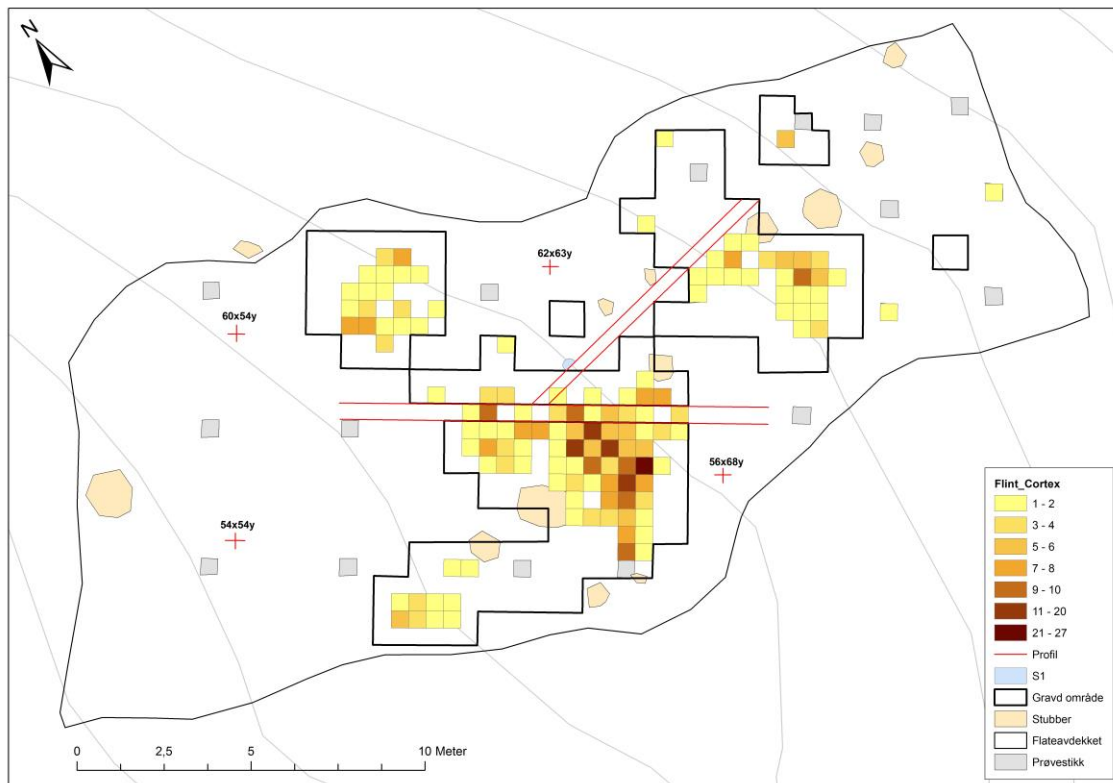 N
62x63y
60x54y
56x68y
54x54y
Flint_Cortex
1 - 2
3 - 4
5 - 6
7 - 8
9 - 10
11 - 20
21 - 27
Profil
S1
Gravd område
Stubber
Flateavdekket
Prøvestikk
0 2,5 5 10 Meter